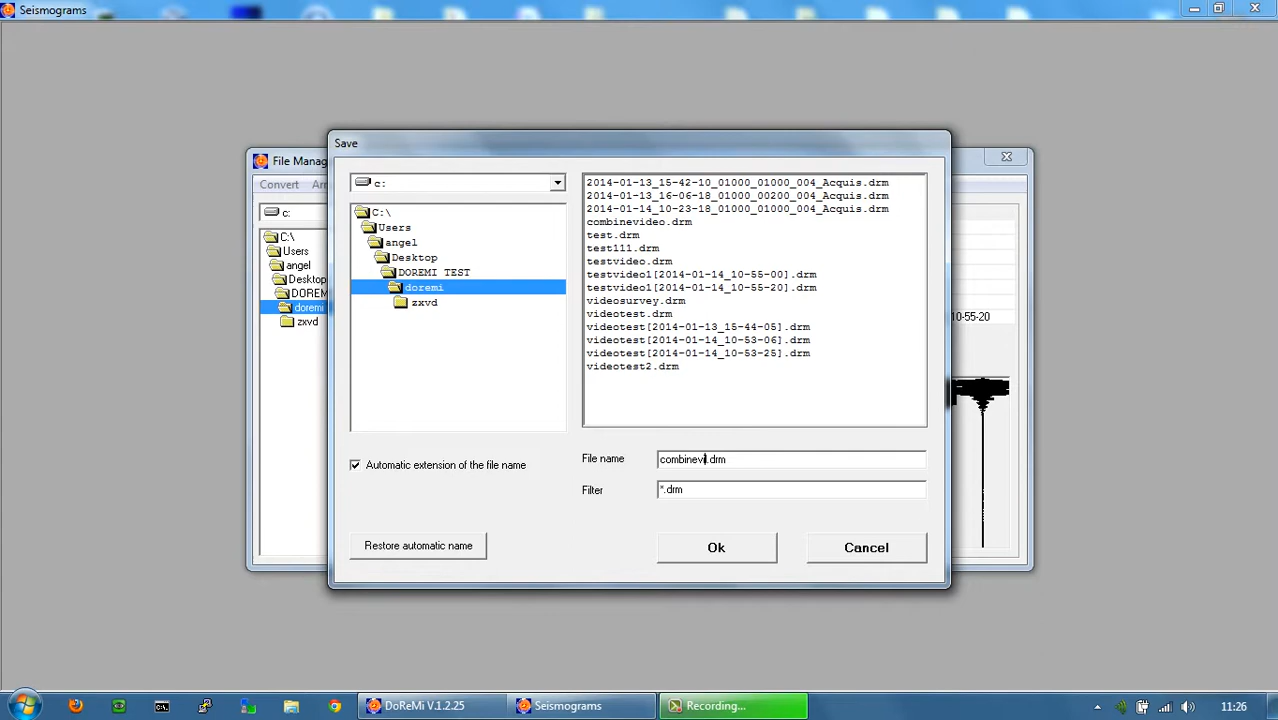 Seismograms
File Manag
Convert
Ar
c:
C:\
Users
angel
Desktop
DOREM
doremi
zxvd
Save
c:
C:\
Users
angel
Desktop
DOREMI TEST
doremi
zxvd
2014-01-13_15-42-10_01000_01000_004_Acquis.drm
2014-01-13_16-06-18_01000_00200_004_Acquis.drm
2014-01-14_10-23-18_01000_01000_004_Acquis.drm
combinevideo.drm
test.drm
test111.drm
testvideo.drm
testvideo1[2014-01-14_10-55-00].drm
testvideo1[2014-01-14_10-55-20].drm
videosurvey.drm
videotest.drm
videotest[2014-01-13_15-44-05].drm
videotest[2014-01-14_10-53-06].drm
videotest[2014-01-14_10-53-25].drm
videotest2.drm
10-55-20
Automatic extension of the file name
File name
combinevi.drm
Filter
*.drm
Restore automatic name
Ok
Cancel
DoReMi V.1.2.25
Seismograms
Recording...
11:26